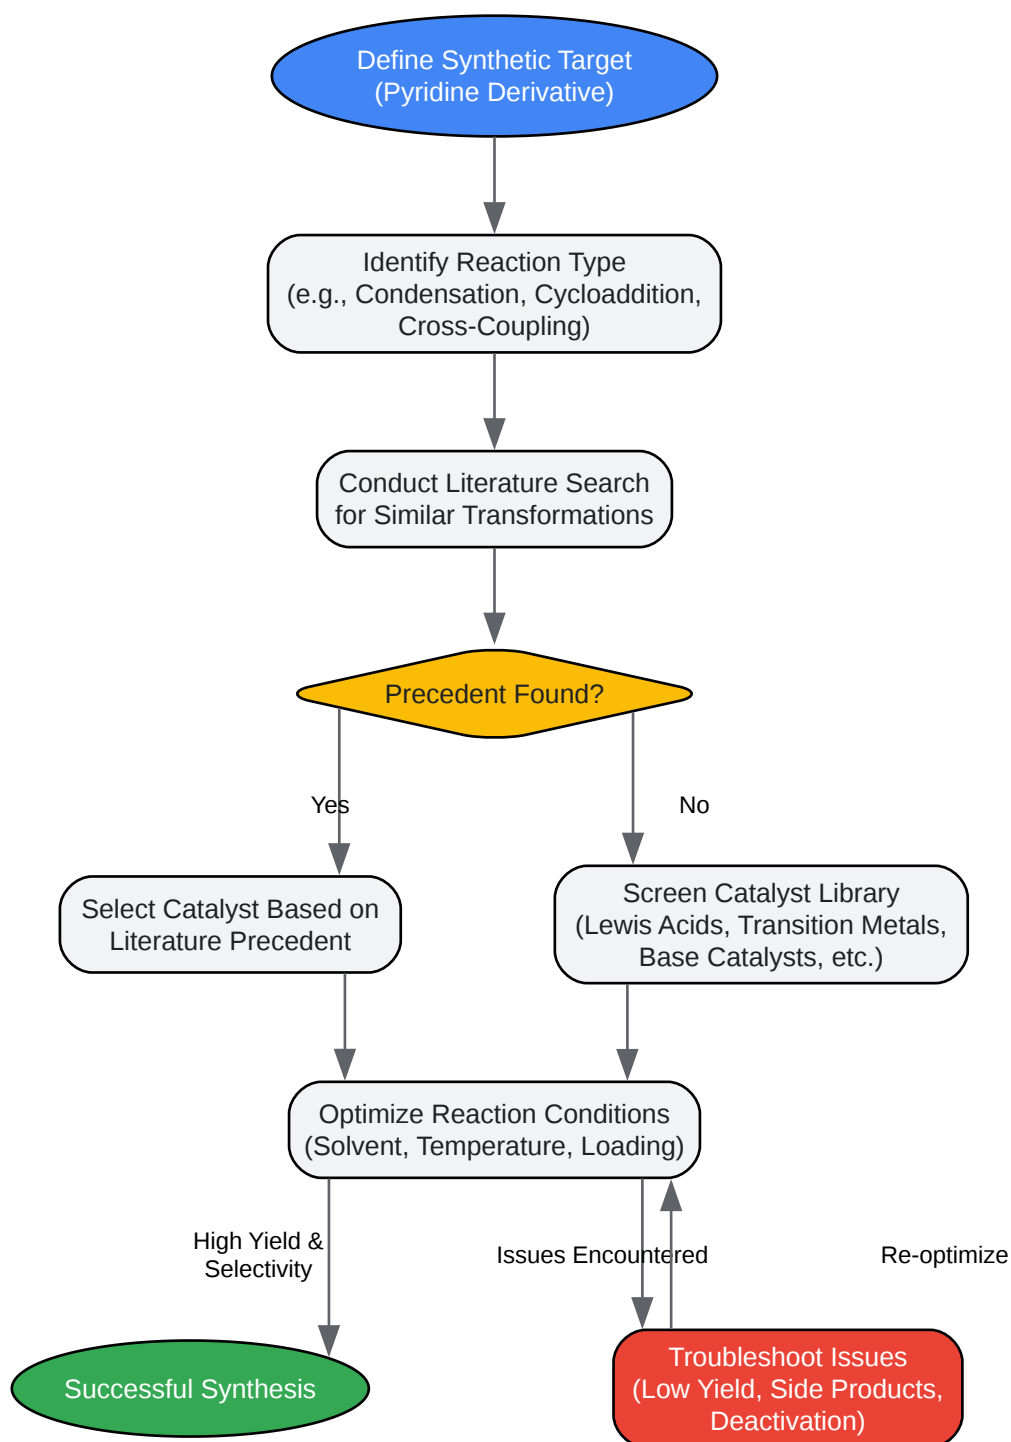 Define Synthetic Target
(Pyridine Derivative)
Identify Reaction Type
(e.g., Condensation, Cycloaddition,
Cross-Coupling)
Conduct Literature Search
for Similar Transformations
Precedent Found?
Yes
No
Select Catalyst Based on
Literature Precedent
Screen Catalyst Library
(Lewis Acids, Transition Metals,
Base Catalysts, etc.)
Optimize Reaction Conditions
(Solvent, Temperature, Loading)
High Yield &
Selectivity
Issues Encountered
Re-optimize
Successful Synthesis
Troubleshoot Issues
(Low Yield, Side Products,
Deactivation)